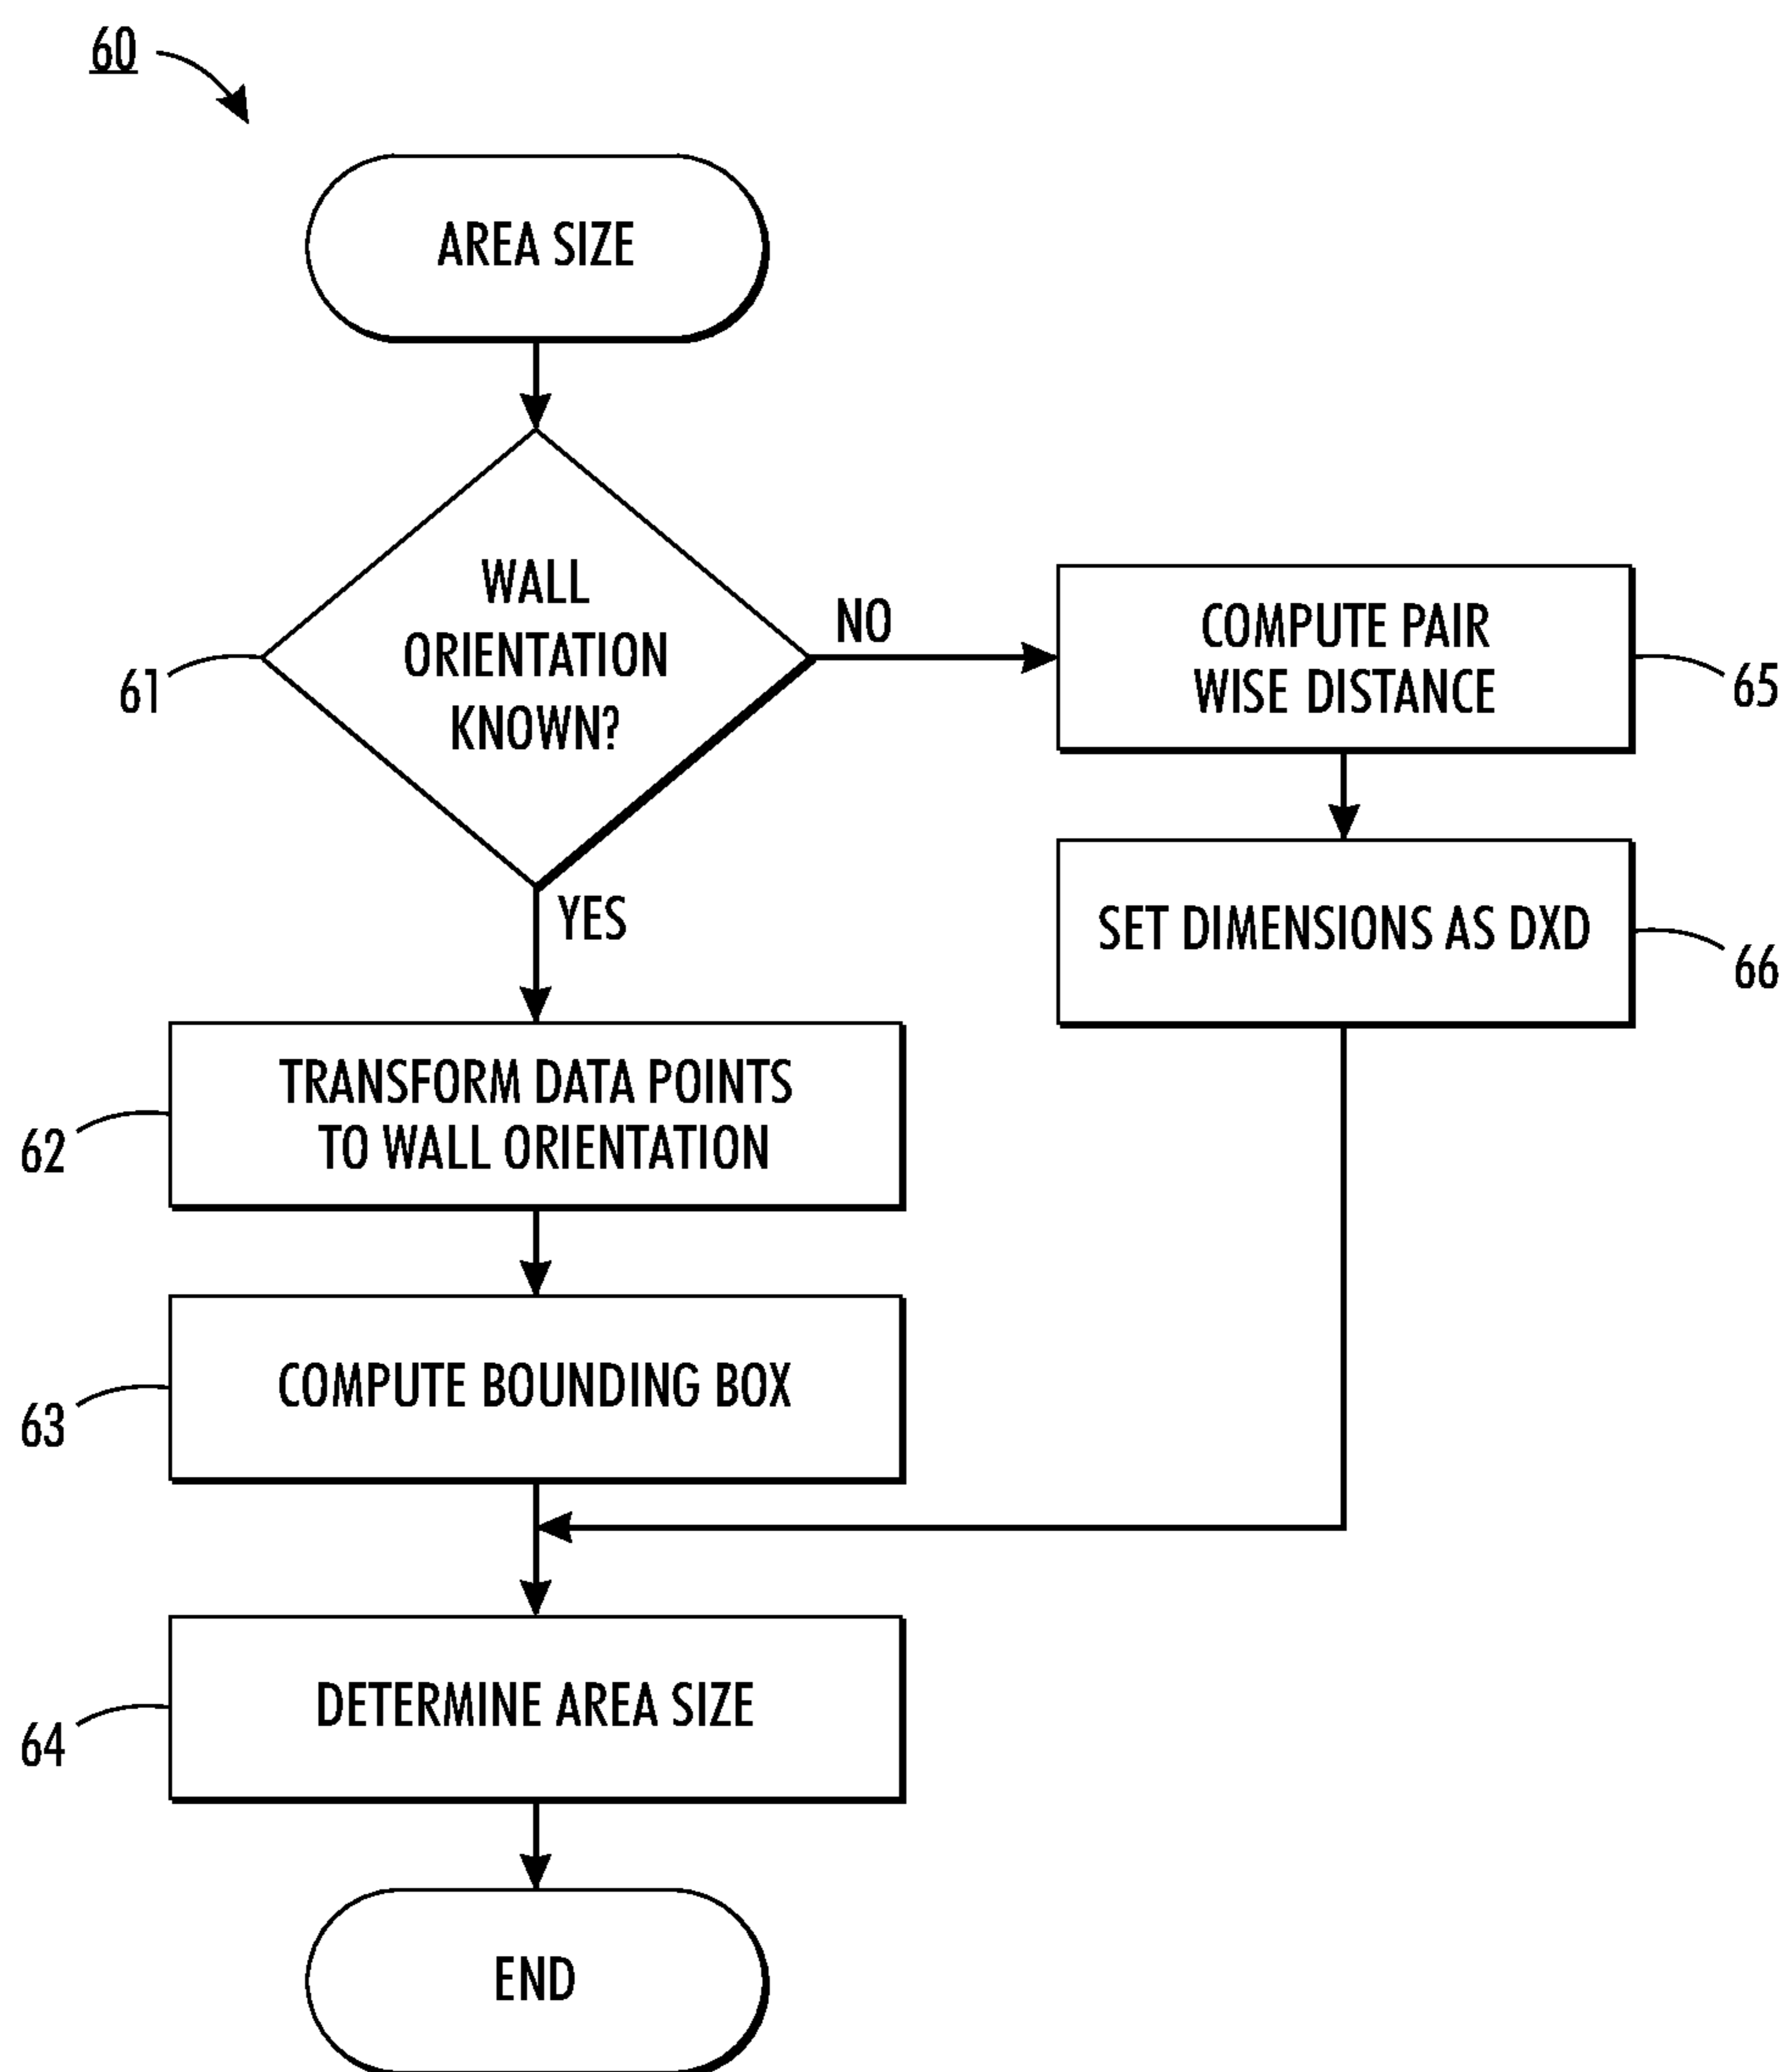 60
AREA SIZE
WALL
ORIENTATION
KNOWN?
61
NO
COMPUTE PAIR
WISE DISTANCE
65
YES
SET DIMENSIONS AS DXD
66
TRANSFORM DATA POINTS
TO WALL ORIENTATION
62
COMPUTE BOUNDING BOX
63
DETERMINE AREA SIZE
64
END